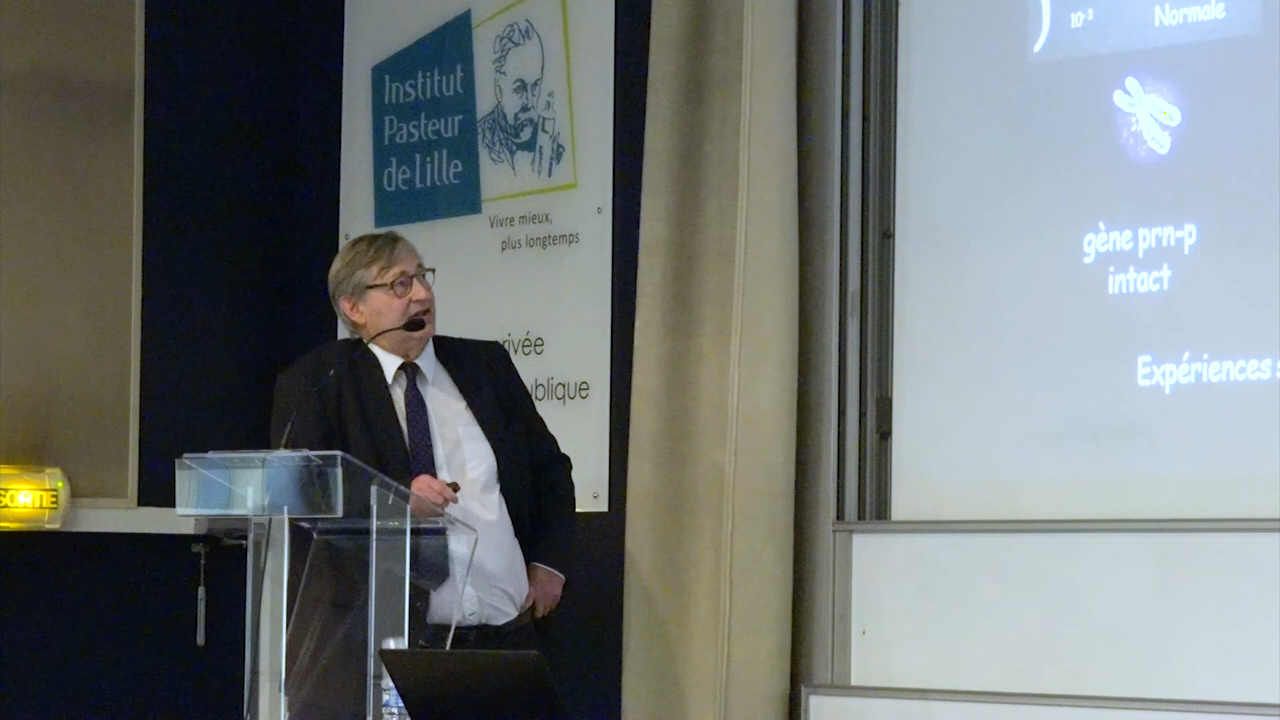 Institut
Pasteur
de Lille
Vivre mieux,
plus longtemps
rivée
ublique
SORTIE
10⁻³ Normale
gène prn-p
intact
Expériences s